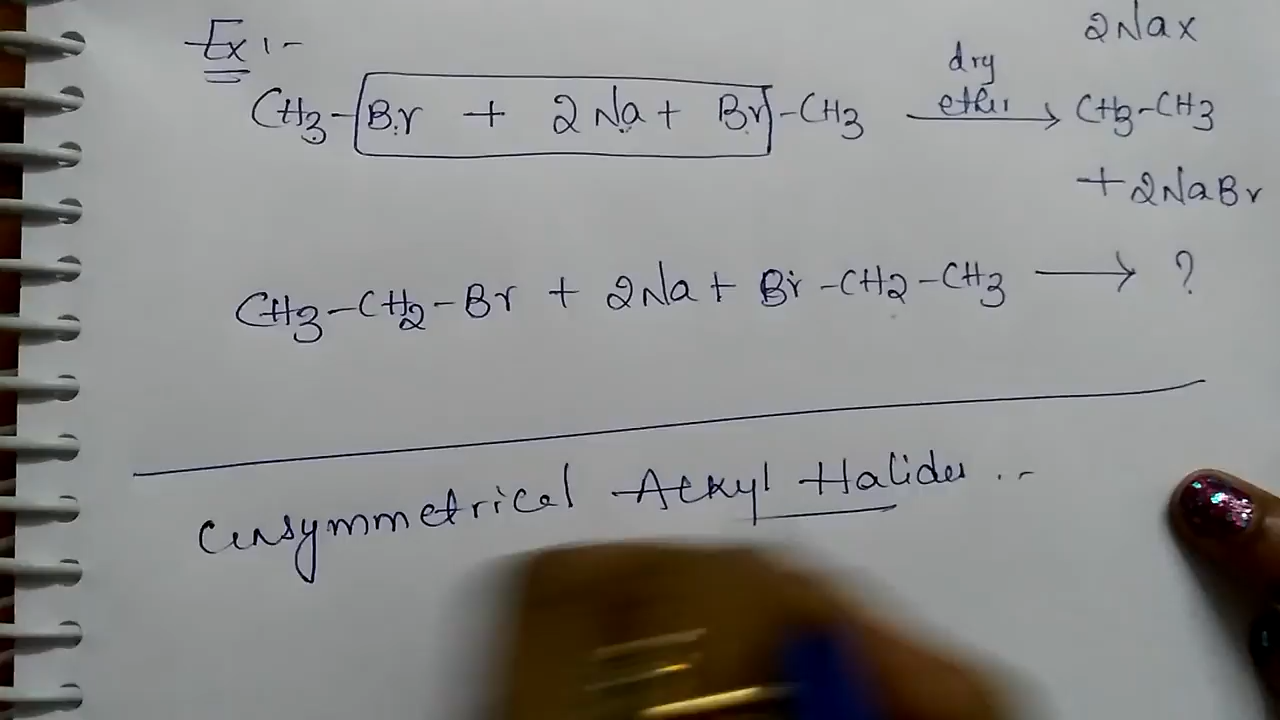 Ex :-
2Nax
CH3-Br + 2Na + Br-CH3 dry ether → CH3-CH3
+ 2NaBr
CH3-CH2-Br + 2Na + Br-CH2-CH3 → ?
Unsymmetrical Alkyl Halides :-